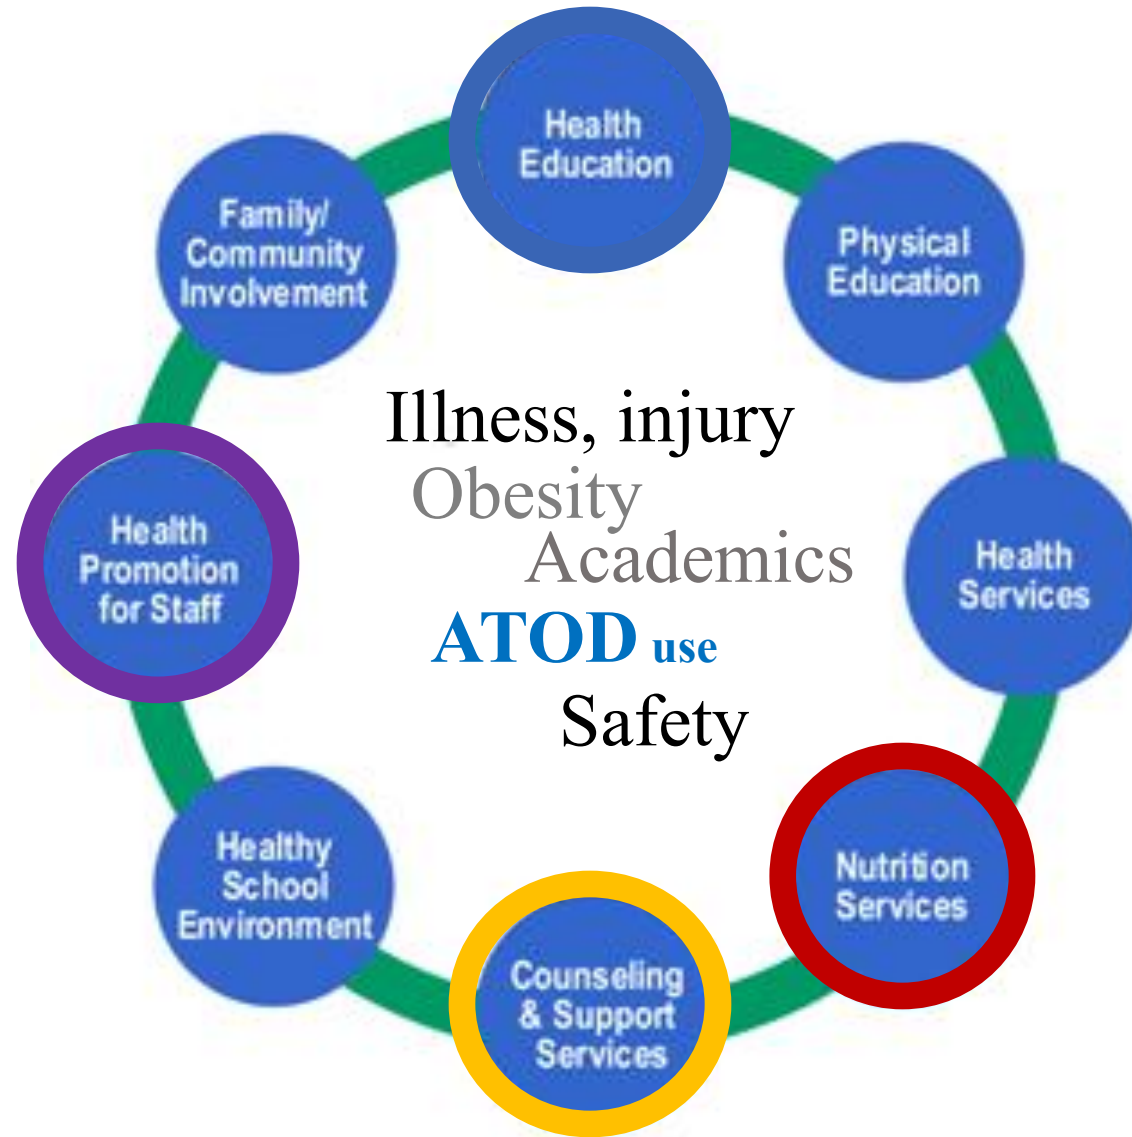 Health
Education
Family/
Community
Involvement
Physical
Education
Illness, injury
Obesity
Academics
ATOD use
Safety
Health
Promotion
for Staff
Health
Services
Healthy
School
Environment
Nutrition
Services
Counseling
& Support
Services